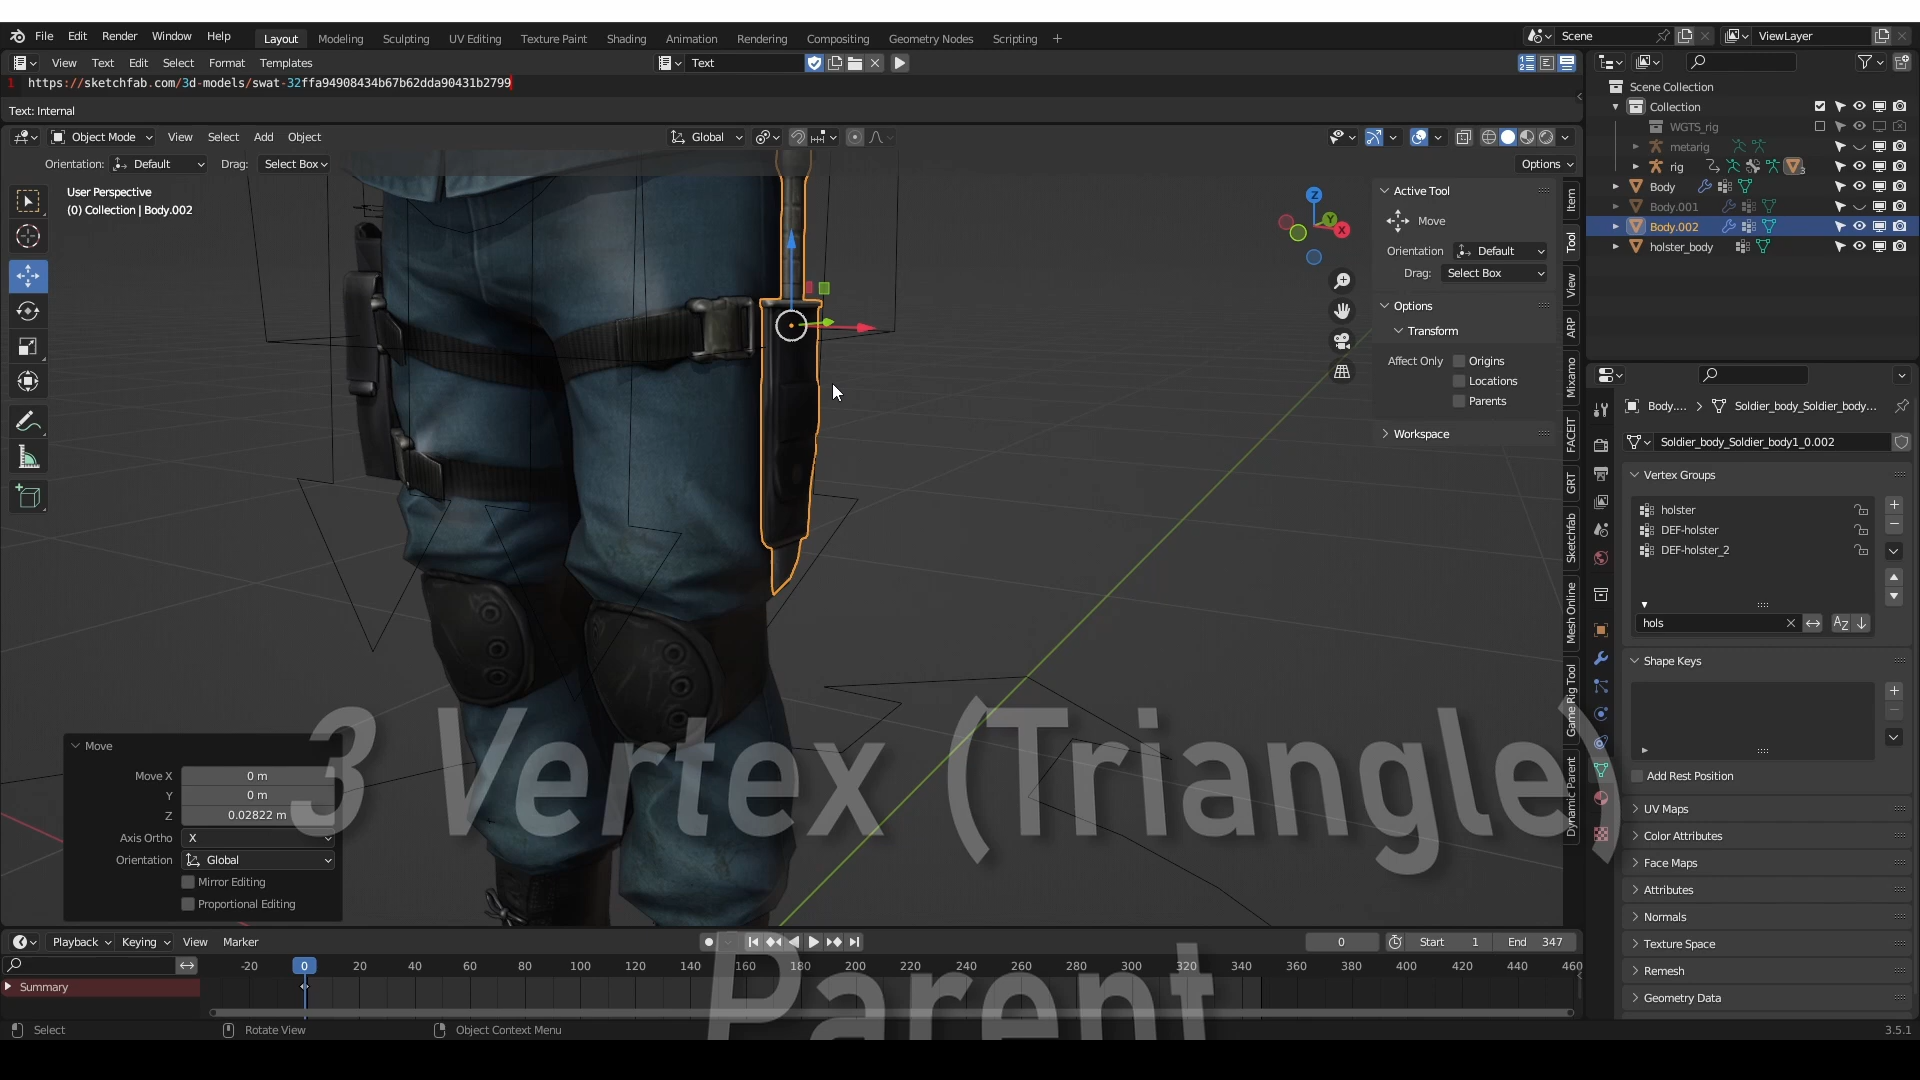 File Edit Render Window Help Layout Modeling Sculpting UV Editing Texture Paint Shading Animation Rendering Compositing Geometry Nodes Scripting + Scene ViewLayer
View Text Edit Select Format Templates Text
1 https://sketchfab.com/3d-models/swat-32ffa94908434b67b62dda90431b2799
Text: Internal
Object Mode View Select Add Object Global
Orientation: Default Drag: Select Box Options
User Perspective
(0) Collection | Body.002
Z
Y
X
Active Tool
Move
Orientation Default
Drag: Select Box
Options
Transform
Affect Only Origins
Locations
Parents
Workspace
Item
Tool
View
ARP
Mixamo
FACEIT
GRT
Sketchfab
Mesh Online
Game Rig Tool
Dynamic Parent
Scene Collection
Collection
WGTS_rig
metarig
rig 3
Body
Body.001
Body.002
holster_body
Body.... > Soldier_body_Soldier_body...
Soldier_body_Soldier_body1_0.002
Vertex Groups
holster
DEF-holster
DEF-holster_2
hols
Shape Keys
Add Rest Position
UV Maps
Color Attributes
Face Maps
Attributes
Normals
Texture Space
Remesh
Geometry Data
Move
Move X 0 m
Y 0 m
Z 0.02822 m
Axis Ortho X
Orientation Global
Mirror Editing
Proportional Editing
3 Vertex (Triangle)
Parent
Playback Keying View Marker 0 Start 1 End 347
-20 0 20 40 60 80 100 120 140 160 180 200 220 240 260 280 300 320 340 360 380 400 420 440 460
Summary
Select Rotate View Object Context Menu 3.5.1